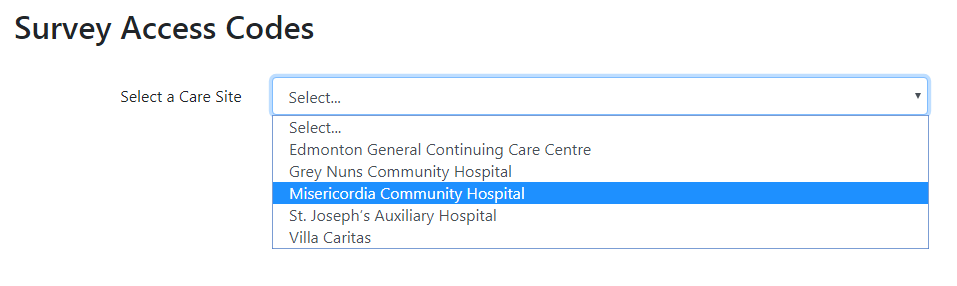 Survey Access Codes
Select a Care Site
Select...
Select...
Edmonton General Continuing Care Centre
Grey Nuns Community Hospital
Misericordia Community Hospital
St. Joseph’s Auxiliary Hospital
Villa Caritas